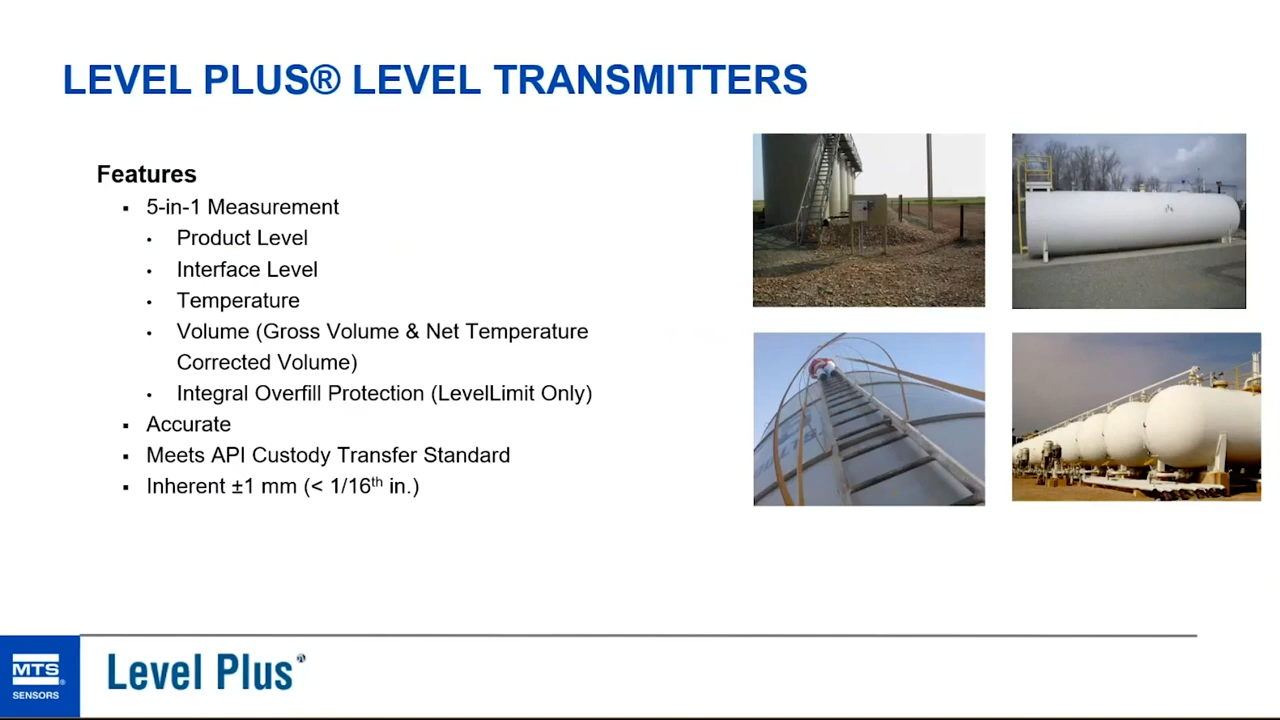 LEVEL PLUS® LEVEL TRANSMITTERS
Features
▪ 5-in-1 Measurement
• Product Level
• Interface Level
• Temperature
• Volume (Gross Volume & Net Temperature
Corrected Volume)
• Integral Overfill Protection (LevelLimit Only)
▪ Accurate
▪ Meets API Custody Transfer Standard
▪ Inherent ±1 mm (< 1/16th in.)
MTS®
SENSORS
Level Plus®